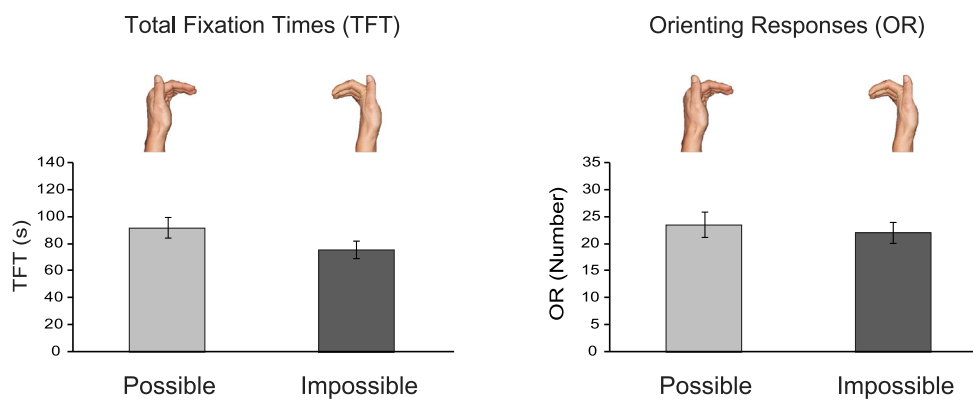 Total Fixation Times (TFT)
140
120
100
80
60
40
20
0
TFT (s)
Possible
Impossible
Orienting Responses (OR)
35
30
25
20
15
10
5
0
OR (Number)
Possible
Impossible